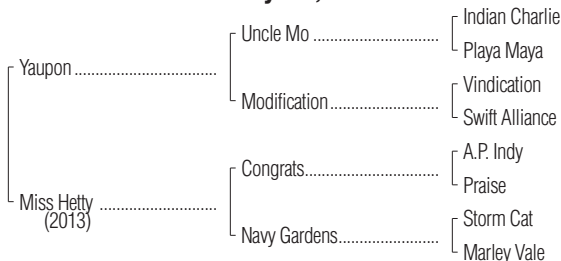 Indian Charlie
Uncle Mo
Playa Maya
Yaupon
Vindication
Modification
Swift Alliance
A.P. Indy
Congrats
Praise
Miss Hetty
(2013)
Storm Cat
Navy Gardens
Marley Vale